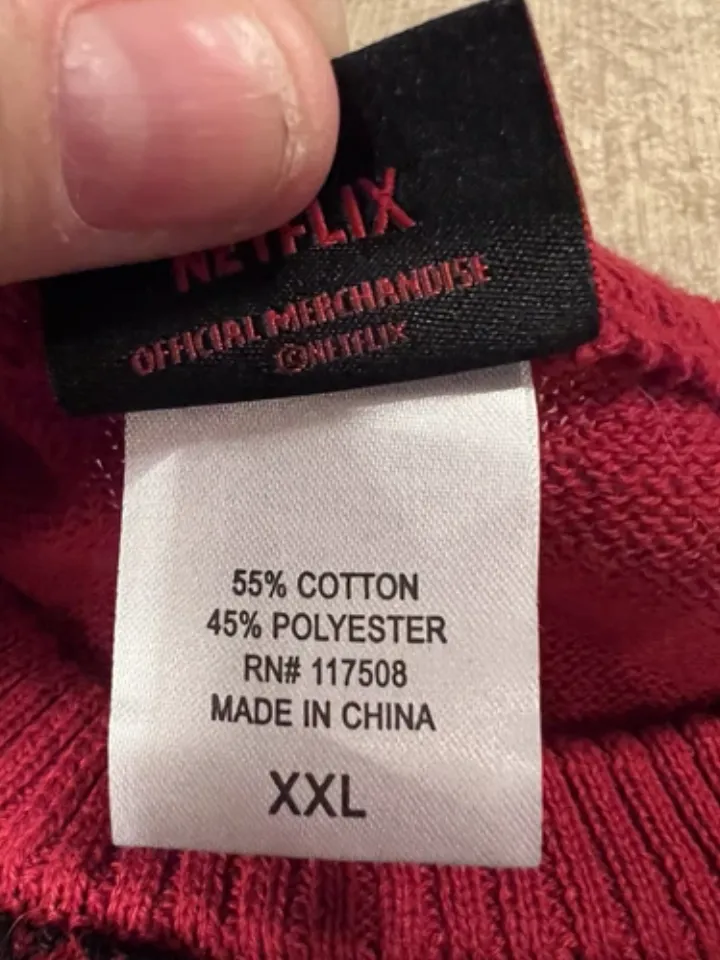 NETFLIX
OFFICIAL MERCHANDISE
©NETFLIX
55% COTTON
45% POLYESTER
RN# 117508
MADE IN CHINA
XXL